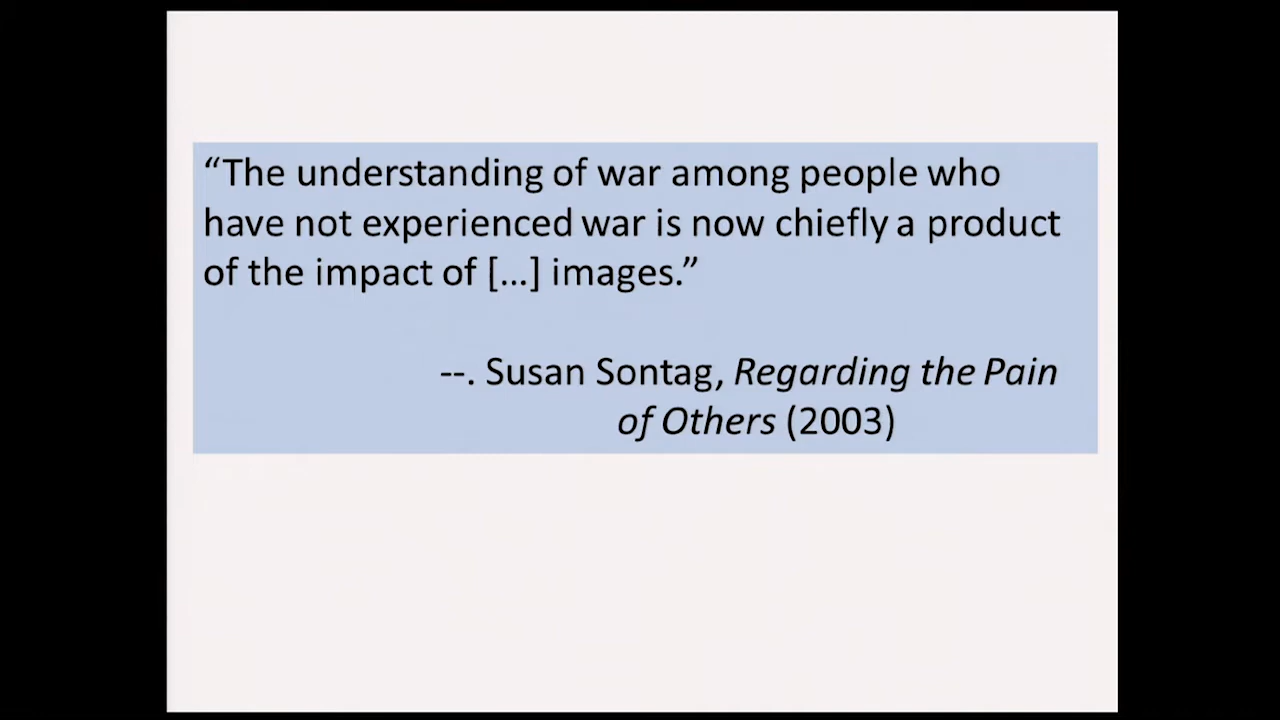 “The understanding of war among people who
have not experienced war is now chiefly a product
of the impact of [...] images.”
--. Susan Sontag, Regarding the Pain
of Others (2003)